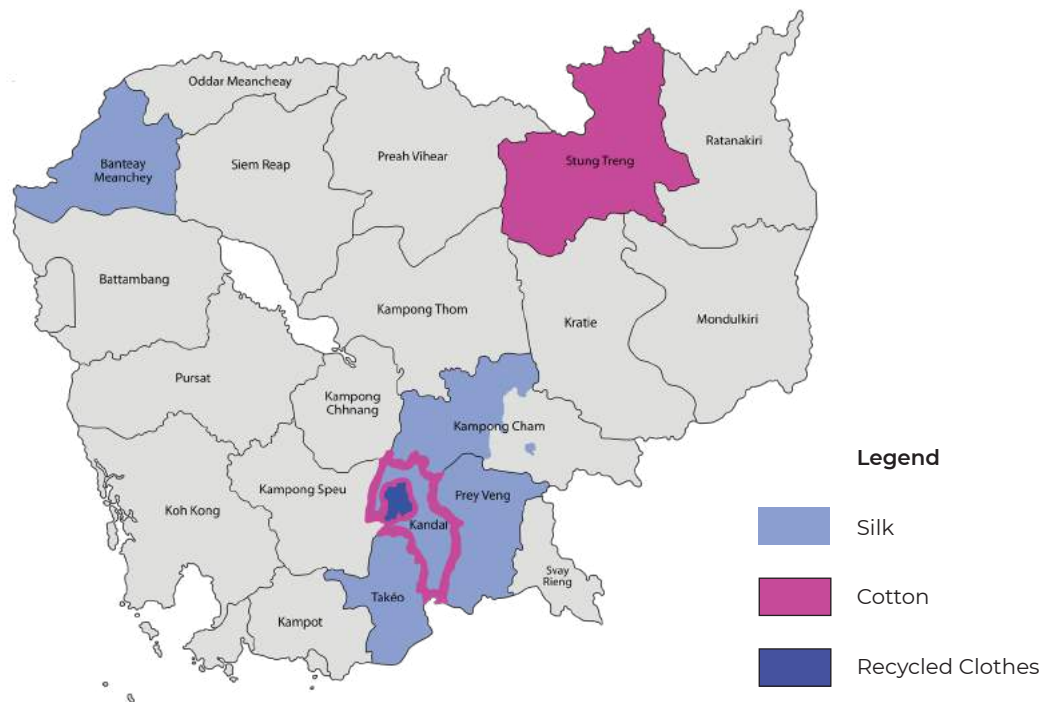 Oddar Meancheay
Banteay
Meanchey
Siem Reap
Preah Vihear
Stung Treng
Ratanakiri
Battambang
Kampong Thom
Kratie
Mondulkiri
Pursat
Kampong
Chhnang
Kampong Cham
Kampong Speu
Prey Veng
Koh Kong
Kandal
Svay
Rieng
Takéo
Kampot
Legend
Silk
Cotton
Recycled Clothes